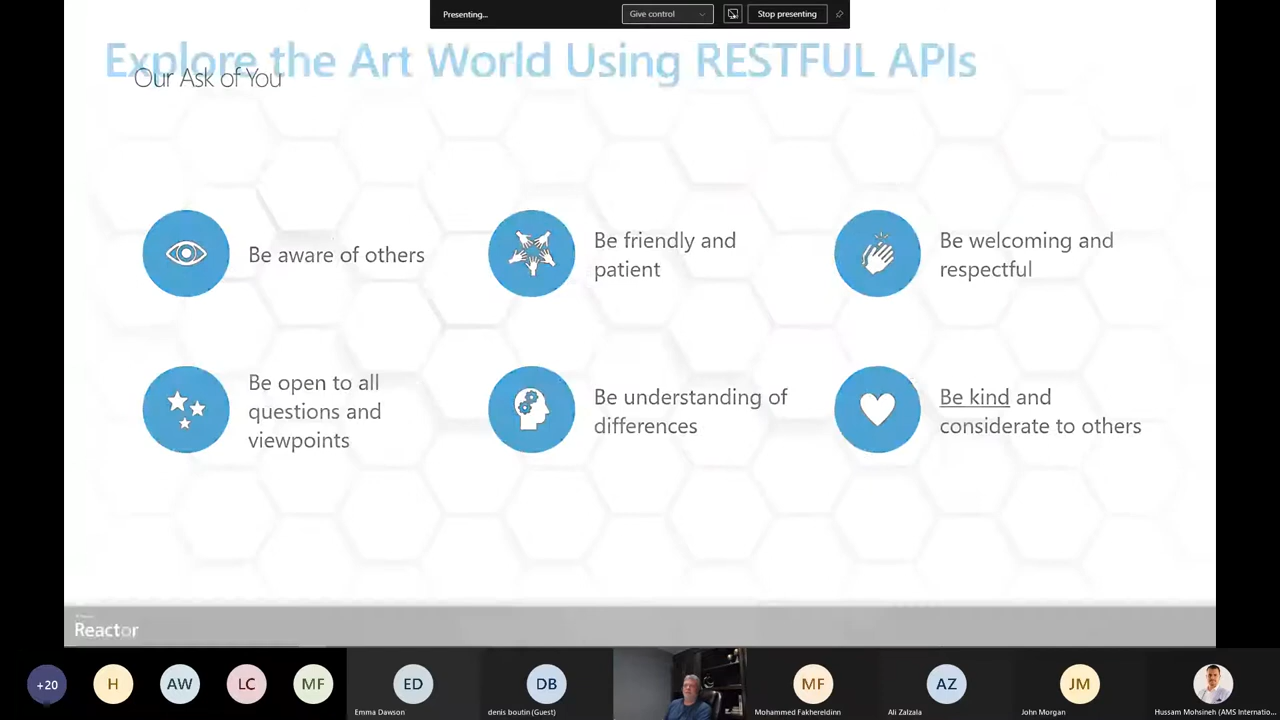 Presenting...
Give control
Stop presenting
Explore the Art World Using RESTFUL APIs
Our Ask of You
Be aware of others
Be friendly and
patient
Be welcoming and
respectful
Be open to all
questions and
viewpoints
Be understanding of
differences
Be kind and
considerate to others
Reactor
+20
H
AW
LC
MF
ED
DB
MF
AZ
JM
Emma Dawson
denis boutin (Guest)
Mohammed Fakhereldinn
Ali Zalzala
John Morgan
Hussam Mohsineh (AMS Internatio...